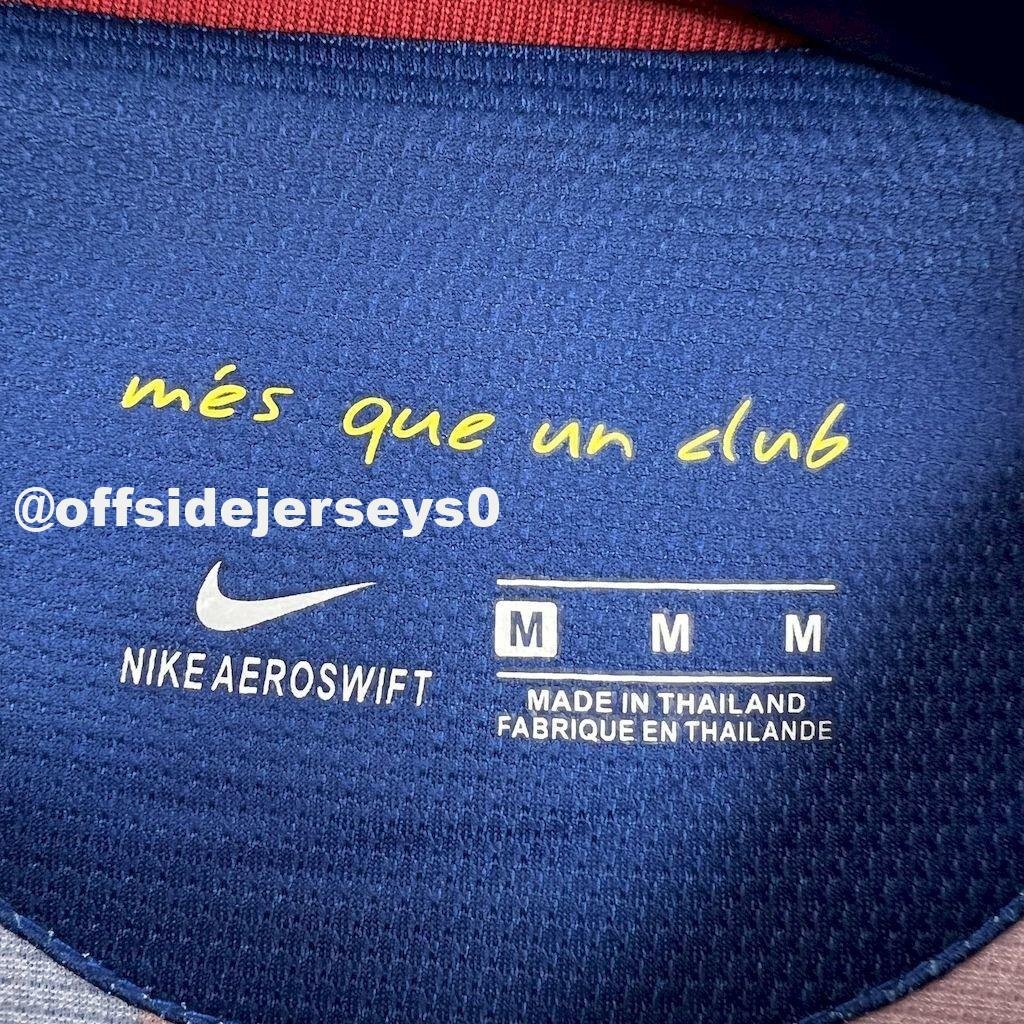 més que un club
@offsidejerseys0
NIKE AEROSWIFT
M M M
MADE IN THAILAND
FABRIQUE EN THAILANDE